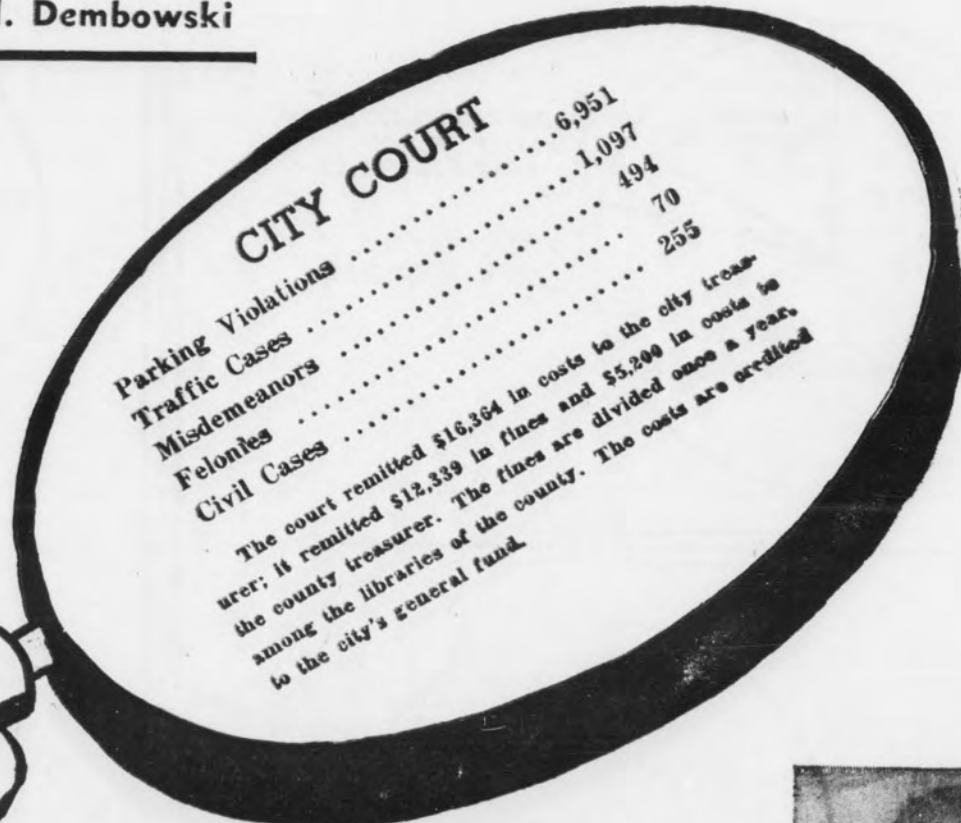 Dembowski
CITY COURT
Parking Violations ....................6,951
Traffic Cases ..........................1,097
Misdemeanors ........................ 494
Felonies ............................... 70
Civil Cases ............................ 255
The court remitted $16,364 in costs to the city treas-
urer; it remitted $12,339 in fines and $5,200 in costs to
the county treasurer. The fines are divided once a year,
among the libraries of the county. The costs are credited
to the city's general fund.